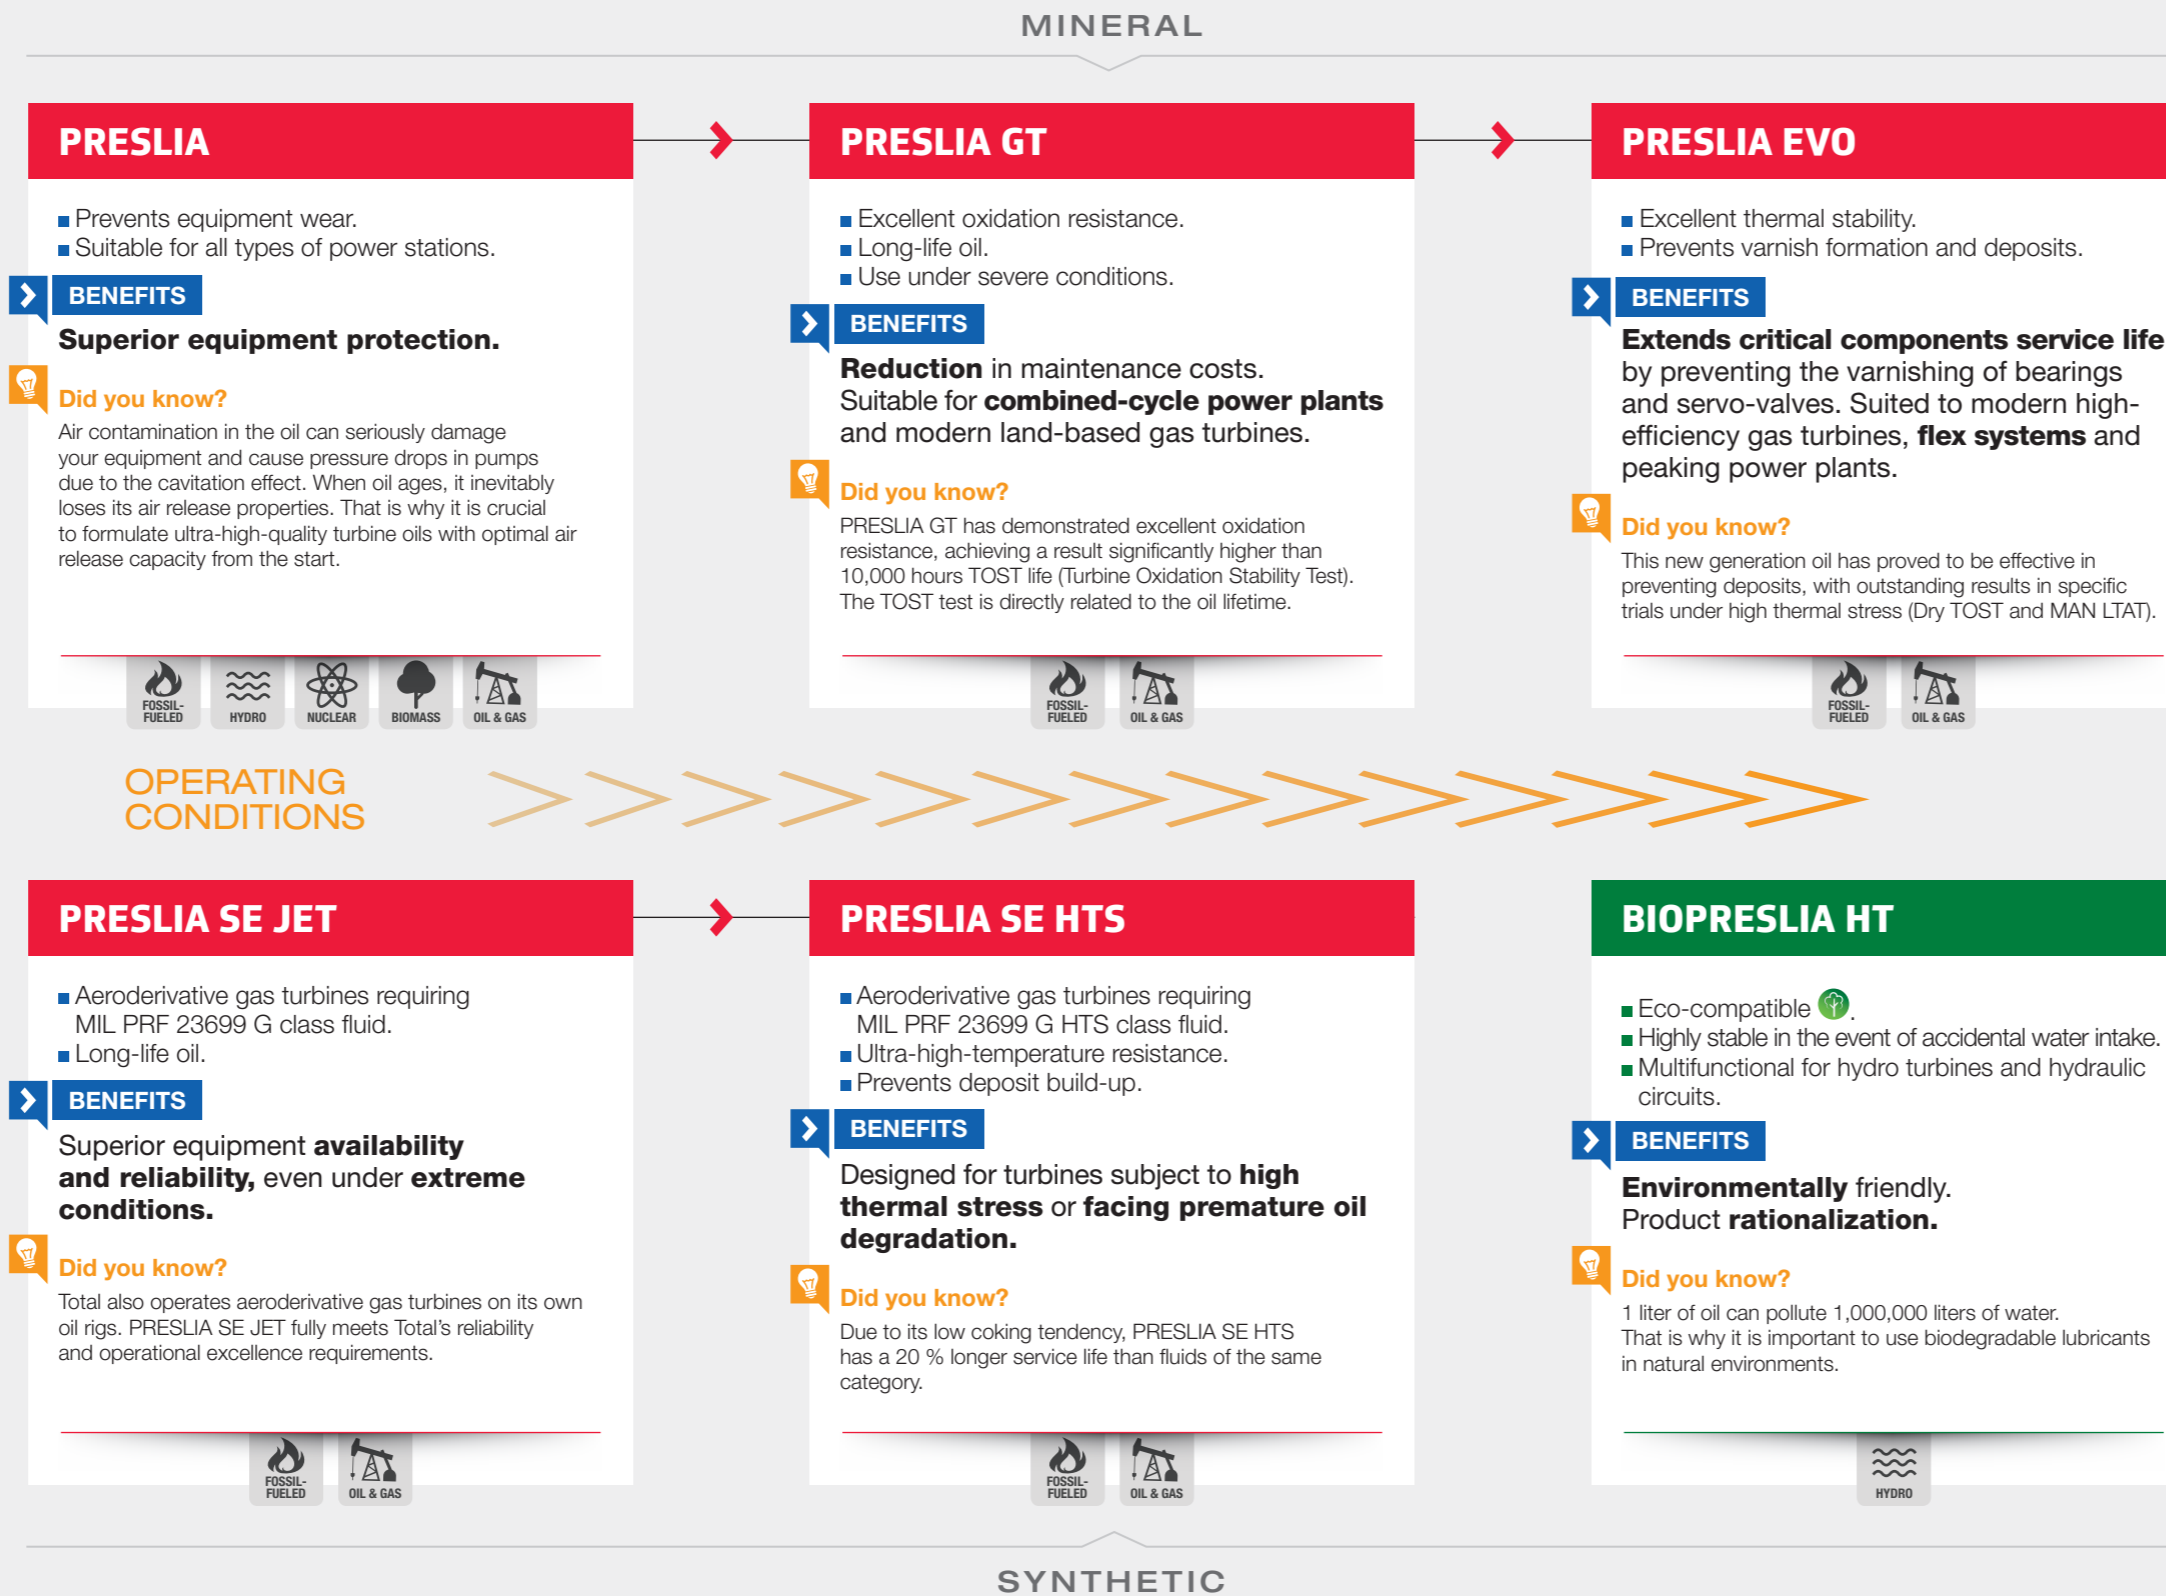 MINERAL
PRESLIA
Prevents equipment wear.
Suitable for all types of power stations.
BENEFITS
Superior equipment protection.
Did you know?
Air contamination in the oil can seriously damage
your equipment and cause pressure drops in pumps
due to the cavitation effect. When oil ages, it inevitably
loses its air release properties. That is why it is crucial
to formulate ultra-high-quality turbine oils with optimal air
release capacity from the start.
FOSSIL-
FUELED
HYDRO
NUCLEAR
BIOMASS
OIL & GAS
PRESLIA GT
Excellent oxidation resistance.
Long-life oil.
Use under severe conditions.
BENEFITS
Reduction in maintenance costs.
Suitable for combined-cycle power plants
and modern land-based gas turbines.
Did you know?
PRESLIA GT has demonstrated excellent oxidation
resistance, achieving a result significantly higher than
10,000 hours TOST life (Turbine Oxidation Stability Test).
The TOST test is directly related to the oil lifetime.
FOSSIL-
FUELED
OIL & GAS
PRESLIA EVO
Excellent thermal stability.
Prevents varnish formation and deposits.
BENEFITS
Extends critical components service life
by preventing the varnishing of bearings
and servo-valves. Suited to modern high-
efficiency gas turbines, flex systems and
peaking power plants.
Did you know?
This new generation oil has proved to be effective in
preventing deposits, with outstanding results in specific
trials under high thermal stress (Dry TOST and MAN LTAT).
FOSSIL-
FUELED
OIL & GAS
OPERATING
CONDITIONS
PRESLIA SE JET
Aeroderivative gas turbines requiring
MIL PRF 23699 G class fluid.
Long-life oil.
BENEFITS
Superior equipment availability
and reliability, even under extreme
conditions.
Did you know?
Total also operates aeroderivative gas turbines on its own
oil rigs. PRESLIA SE JET fully meets Total's reliability
and operational excellence requirements.
FOSSIL-
FUELED
OIL & GAS
PRESLIA SE HTS
Aeroderivative gas turbines requiring
MIL PRF 23699 G HTS class fluid.
Ultra-high-temperature resistance.
Prevents deposit build-up.
BENEFITS
Designed for turbines subject to high
thermal stress or facing premature oil
degradation.
Did you know?
Due to its low coking tendency, PRESLIA SE HTS
has a 20 % longer service life than fluids of the same
category.
FOSSIL-
FUELED
OIL & GAS
BIOPRESLIA HT
Eco-compatible .
Highly stable in the event of accidental water intake.
Multifunctional for hydro turbines and hydraulic
circuits.
BENEFITS
Environmentally friendly.
Product rationalization.
Did you know?
1 liter of oil can pollute 1,000,000 liters of water.
That is why it is important to use biodegradable lubricants
in natural environments.
HYDRO
SYNTHETIC